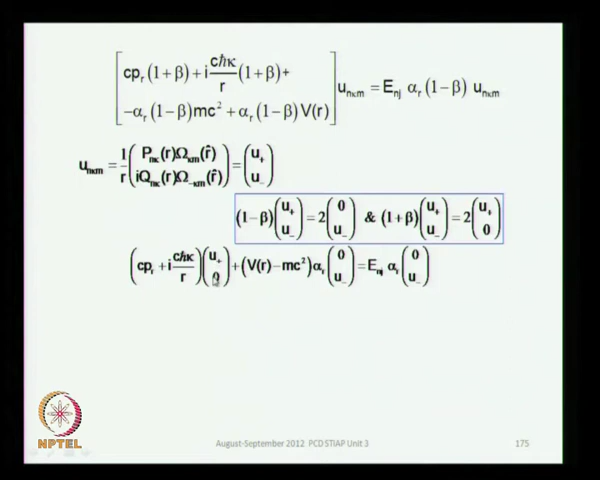 [cp_r(1+β)+i cħκ/r (1+β)+
-α_r(1-β)mc²+α_r(1-β)V(r)] u_nκm = E_nj α_r(1-β) u_nκm
u_nκm = 1/r (P_nκ(r)Ω_κm(r̂) iQ_nκ(r)Ω_-κm(r̂)) = (u_+ u_-)
(1-β)(u_+ u_-) = 2(0 u_-) & (1+β)(u_+ u_-) = 2(u_+ 0)
(cp_r + i cħκ/r)(u_+ 0) + (V(r)-mc²)α_r(0 u_-) = E_nj α_r(0 u_-)
NPTEL
August-September 2012 PCD STiAP Unit 3
175